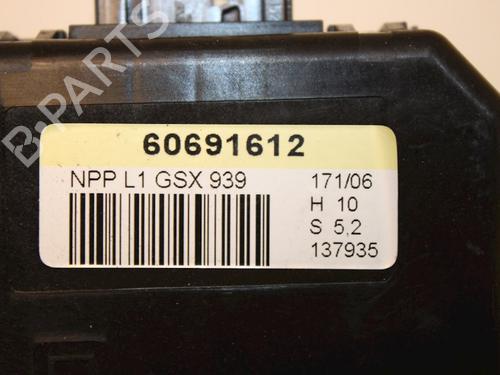 60691612
NPP L1 GSX 939
171/06
H 10
S 5,2
137935
B-PARTS